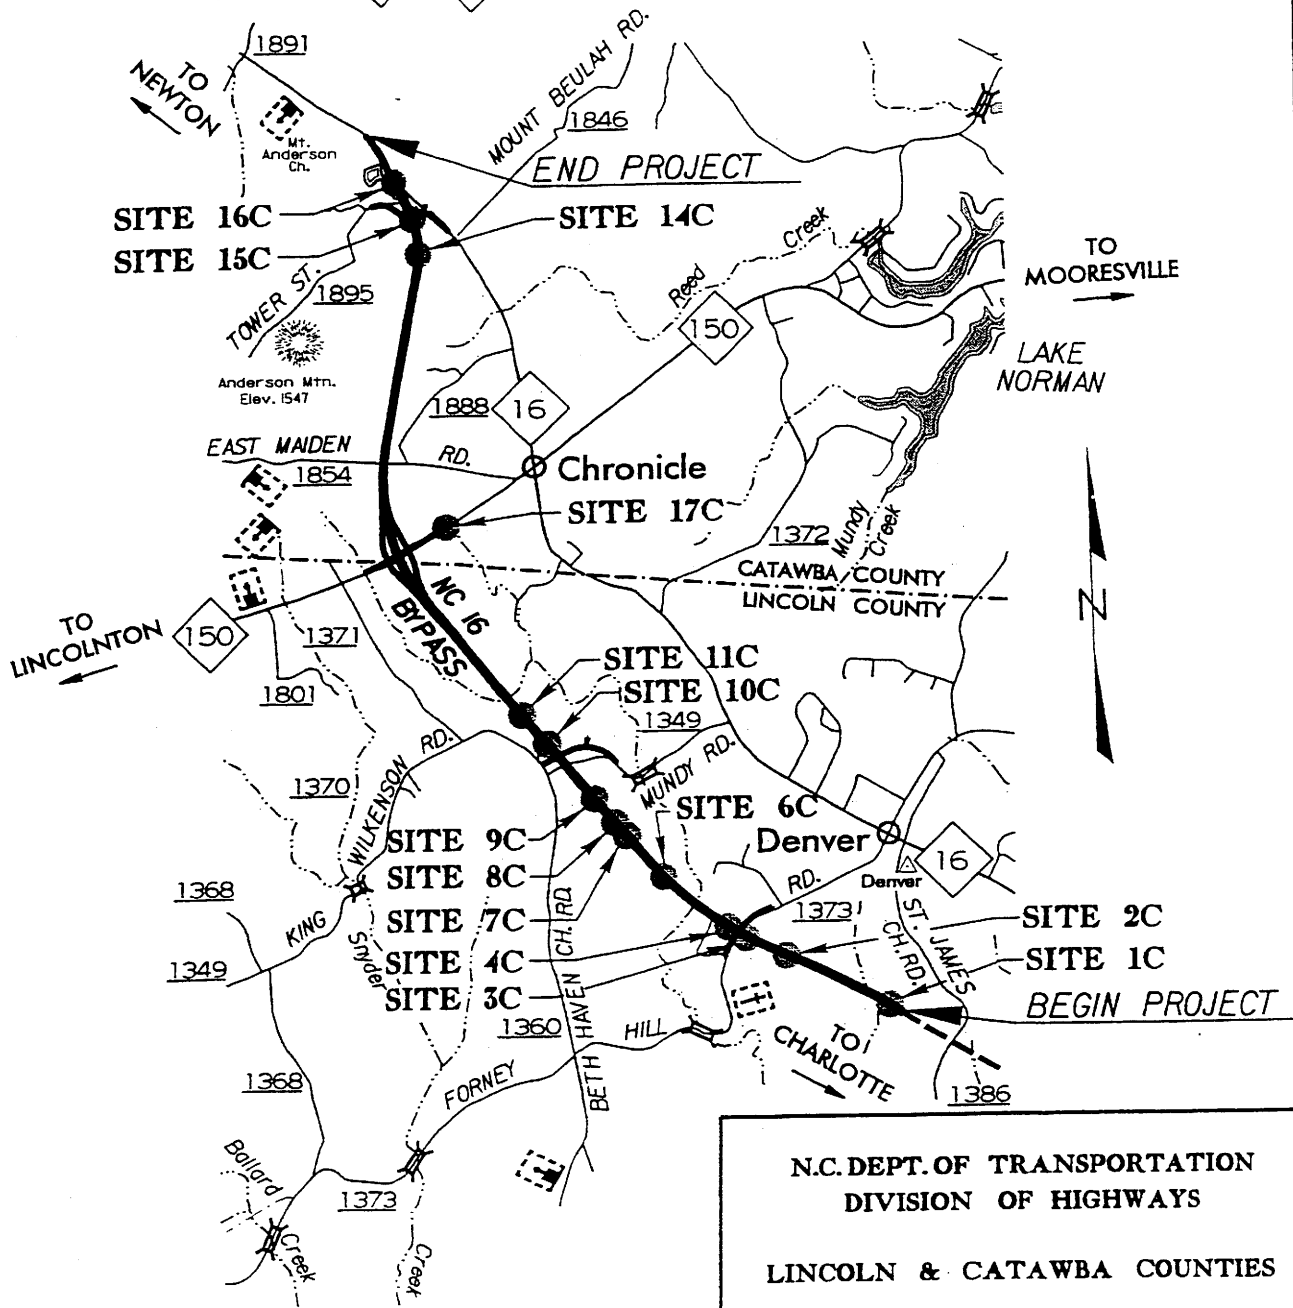 1891
TO
NEWTON
MOUNT BEULAH RD.
1846
Mt.
Anderson
Ch.
END PROJECT
SITE 16C
SITE 14C
SITE 15C
Creek
Reed
TO
MOORESVILLE
TOWER ST.
1895
150
LAKE
NORMAN
Anderson Mtn.
Elev. 1547
1888
16
EAST MAIDEN
RD.
1854
Chronicle
SITE 17C
1372
Mundy
Creek
CATAWBA COUNTY
LINCOLN COUNTY
N
NC 16
BYPASS
TO
LINCOLNTON
150
1371
1801
SITE 11C
SITE 10C
1349
MUNDY RD.
WILKENSON RD.
1370
SITE 6C
SITE 9C
Denver
16
SITE 8C
RD.
Denver
1368
1373
SITE 7C
KING
ST. JAMES
CH. RD.
SITE 2C
Snyder
SITE 4C
SITE 1C
1349
SITE 3C
BEGIN PROJECT
1360
BETH HAVEN CH. RD.
HILL
FORNEY
TO
CHARLOTTE
1368
1386
Ballard
1373
Creek
Creek
N.C. DEPT. OF TRANSPORTATION
DIVISION OF HIGHWAYS
LINCOLN & CATAWBA COUNTIES